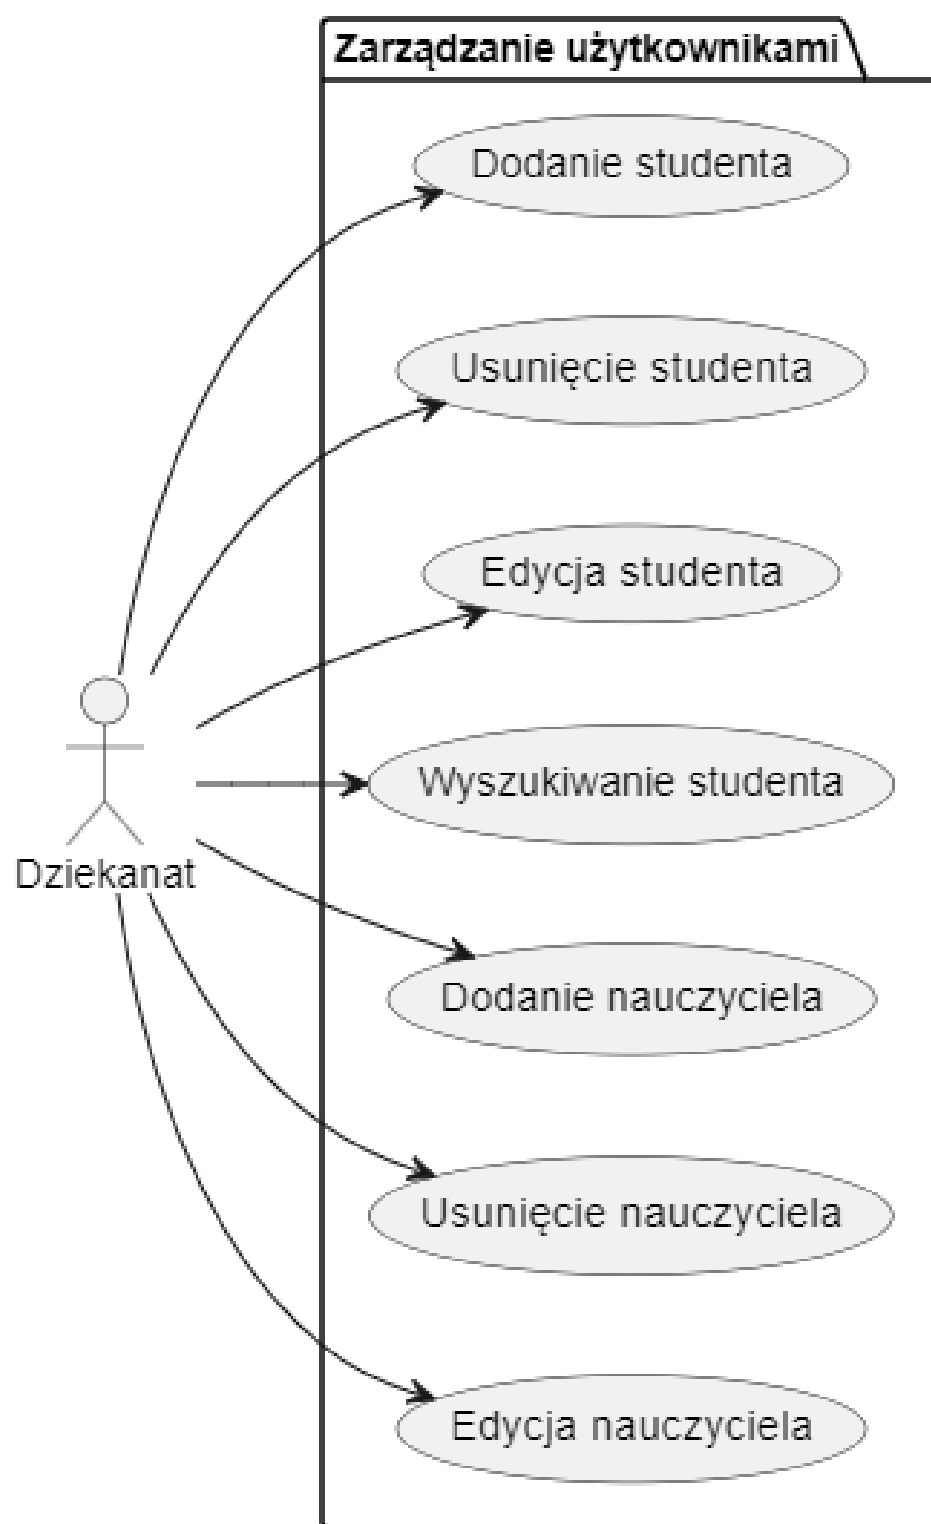 Zarządzanie użytkownikami
Dodanie studenta
Usunięcie studenta
Edycja studenta
Wyszukiwanie studenta
Dziekanat
Dodanie nauczyciela
Usunięcie nauczyciela
Edycja nauczyciela